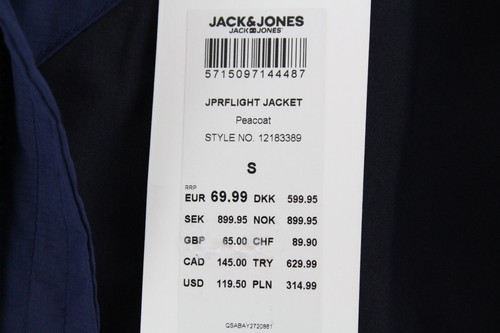 JACK&JONES
JACK JONES
5715097144487
JPRFLIGHT JACKET
Peacoat
STYLE NO. 12183389
S
RRP
EUR 69.99 DKK 599.95
SEK 899.95 NOK 899.95
GBP 65.00 CHF 89.90
CAD 145.00 TRY 629.99
USD 119.50 PLN 314.99
QSABAY2720881